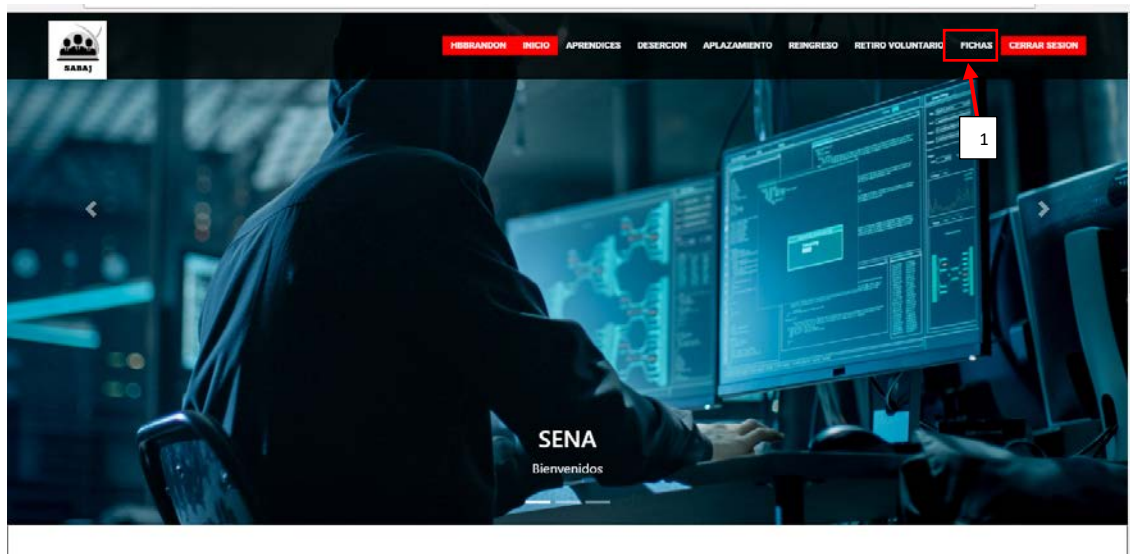 SABAJ
HBBRANDON INICIO APRENDICES DESERCION APLAZAMIENTO REINGRESO RETIRO VOLUNTARIO FICHAS CERRAR SESION
1
SENA
Bienvenidos